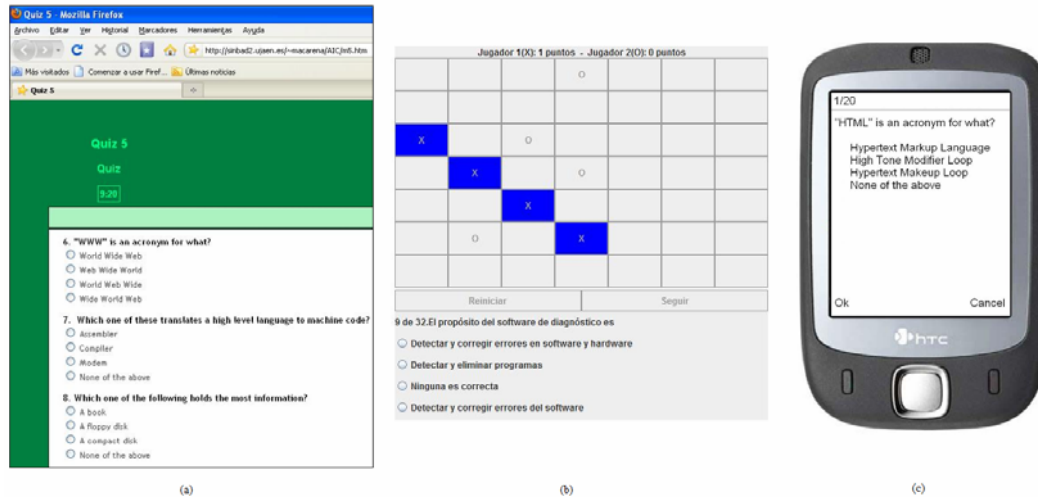 Quiz 5 - Mozilla Firefox
Archivo Editar Ver Historial Marcadores Herramientas Ayuda
http://sinbad2.ujaen.es/~macarena/AIC/m5.htm
Más visitados Comenzar a usar Firef... Últimas noticias
Quiz 5
Quiz 5
Quiz
9:20
6. "WWW" is an acronym for what?
World Wide Web
Web Wide World
World Web Wide
Wide World Web
7. Which one of these translates a high level language to machine code?
Assembler
Compiler
Modem
None of the above
8. Which one of the following holds the most information?
A book
A floppy disk
A compact disk
None of the above
(a)
Jugador 1(X): 1 puntos - Jugador 2(O): 0 puntos
O
X O
X O
X
O X
Reiniciar Seguir
9 de 32.El propósito del software de diagnóstico es
Detectar y corregir errores en software y hardware
Detectar y eliminar programas
Ninguna es correcta
Detectar y corregir errores del software
(b)
1/20
"HTML" is an acronym for what?
Hypertext Markup Language
High Tone Modifier Loop
Hypertext Makeup Loop
None of the above
Ok Cancel
hTC
(c)